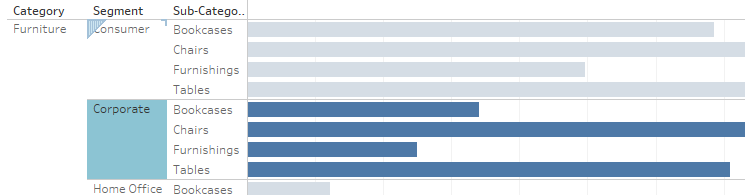 Category Segment Sub-Catego..
Furniture Consumer Bookcases
Chairs
Furnishings
Tables
Corporate Bookcases
Chairs
Furnishings
Tables
Home Office Bookcases